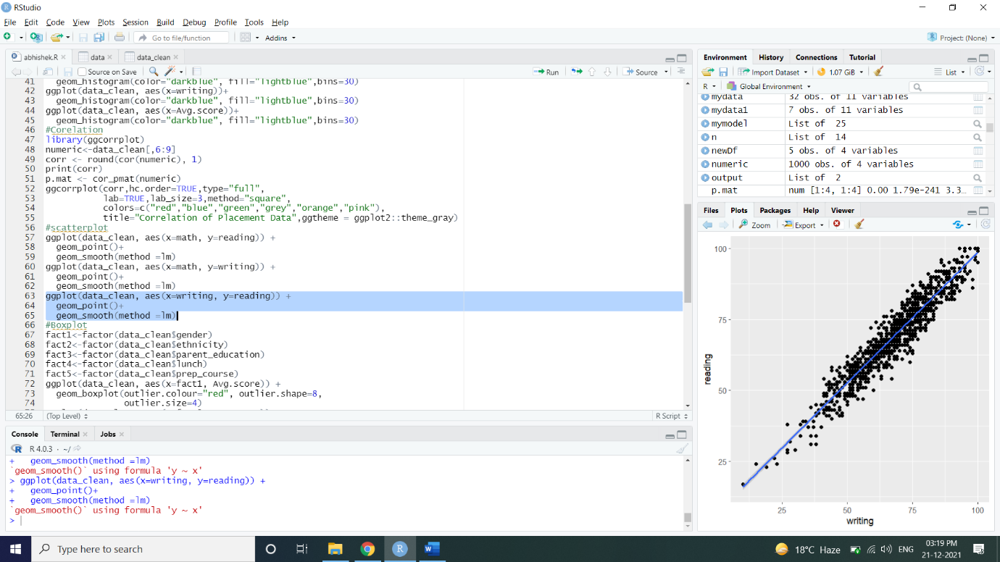 RStudio
File Edit Code View Plots Session Build Debug Profile Tools Help
Go to file/function
Addins
Project: (None)
abhishek.R
data
data_clean
Source on Save
Run
Source
41 geom_histogram(color="darkblue", fill="lightblue",bins=30)
42 ggplot(data_clean, aes(x=writing))+
43 geom_histogram(color="darkblue", fill="lightblue",bins=30)
44 ggplot(data_clean, aes(x=Avg.score))+
45 geom_histogram(color="darkblue", fill="lightblue",bins=30)
46 #Corelation
47 library(ggcorrplot)
48 numeric<-data_clean[,6:9]
49 corr <- round(cor(numeric), 1)
50 print(corr)
51 p.mat <- cor_pmat(numeric)
52 ggcorrplot(corr,hc.order=TRUE,type="full",
53 lab=TRUE,lab_size=3,method="square",
54 colors=c("red","blue","green","grey","orange","pink"),
55 title="Correlation of Placement Data",ggtheme = ggplot2::theme_gray)
56 #scatterplot
57 ggplot(data_clean, aes(x=math, y=reading)) +
58 geom_point()+
59 geom_smooth(method =lm)
60 ggplot(data_clean, aes(x=math, y=writing)) +
61 geom_point()+
62 geom_smooth(method =lm)
63 ggplot(data_clean, aes(x=writing, y=reading)) +
64 geom_point()+
65 geom_smooth(method =lm)
66 #Boxplot
67 fact1<-factor(data_clean$gender)
68 fact2<-factor(data_clean$ethnicity)
69 fact3<-factor(data_clean$parent_education)
70 fact4<-factor(data_clean$lunch)
71 fact5<-factor(data_clean$prep_course)
72 ggplot(data_clean, aes(x=fact1, Avg.score)) +
73 geom_boxplot(outlier.colour="red", outlier.shape=8,
74 outlier.size=4)
65:26 (Top Level) R Script
Console Terminal Jobs
R 4.0.3 · ~/
+ geom_smooth(method =lm)
`geom_smooth()` using formula 'y ~ x'
> ggplot(data_clean, aes(x=writing, y=reading)) +
+ geom_point()+
+ geom_smooth(method =lm)
`geom_smooth()` using formula 'y ~ x'
>
Environment History Connections Tutorial
Import Dataset 1.07 GiB List
R Global Environment
mydata 32 obs. of 11 variables
mydata1 7 obs. of 11 variables
mymodel List of 25
n List of 14
newDf 5 obs. of 4 variables
numeric 1000 obs. of 4 variables
output List of 2
p.mat num [1:4, 1:4] 0.00 1.79e-241 3.3...
Files Plots Packages Help Viewer
Zoom Export
100
75
50
25
reading
25 50 75 100
writing
Type here to search
W
18°C Haze
ENG
03:19 PM
21-12-2021